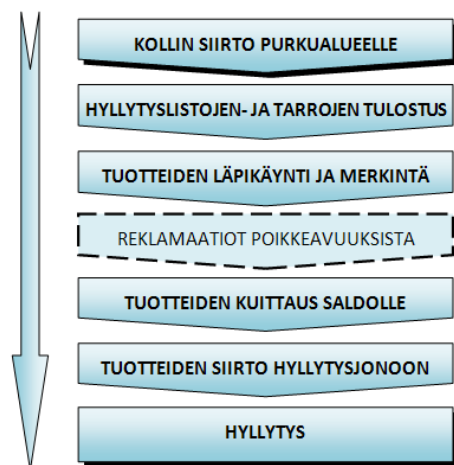 KOLLIN SIIRTO PURKUALUEELLE
HYLLYTYSLISTOJEN- JA TARROJEN TULOSTUS
TUOTTEIDEN LÄPIKÄYNTI JA MERKINTÄ
REKLAMAATIOT POIKKEAVUUKSISTA
TUOTTEIDEN KUITTAUS SALDOLLE
TUOTTEIDEN SIIRTO HYLLYTYSJONOON
HYLLYTYS